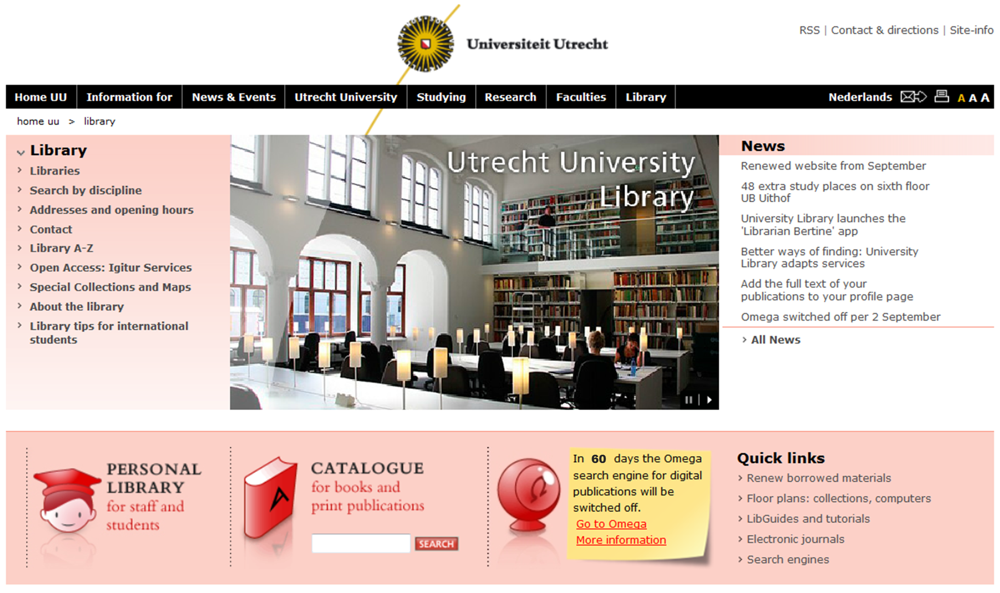 Universiteit Utrecht
RSS | Contact & directions | Site-info
Home UU
Information for
News & Events
Utrecht University
Studying
Research
Faculties
Library
Nederlands
A A A
home uu > library
Library
Libraries
Search by discipline
Addresses and opening hours
Contact
Library A-Z
Open Access: Igitur Services
Special Collections and Maps
About the library
Library tips for international
students
Utrecht University
Library
News
Renewed website from September
48 extra study places on sixth floor
UB Uithof
University Library launches the
'Librarian Bertine' app
Better ways of finding: University
Library adapts services
Add the full text of your
publications to your profile page
Omega switched off per 2 September
All News
PERSONAL
LIBRARY
for staff and
students
A
CATALOGUE
for books and
print publications
SEARCH
Ω
In 60 days the Omega
search engine for digital
publications will be
switched off.
Go to Omega
More information
Quick links
Renew borrowed materials
Floor plans: collections, computers
LibGuides and tutorials
Electronic journals
Search engines